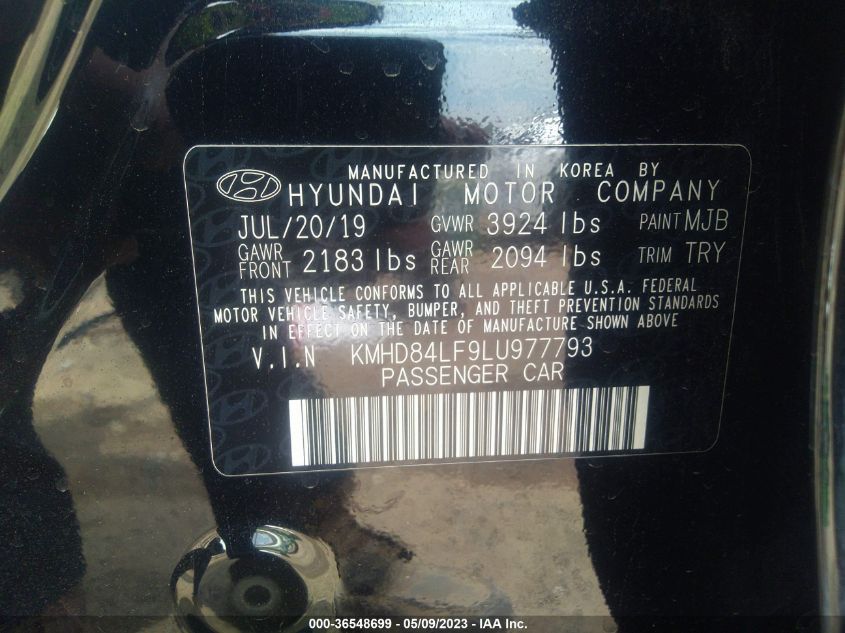 MANUFACTURED IN KOREA BY
HYUNDAI MOTOR COMPANY
JUL/20/19 GVWR 3924 lbs PAINT MJB
GAWR FRONT 2183 lbs GAWR REAR 2094 lbs TRIM TRY
THIS VEHICLE CONFORMS TO ALL APPLICABLE U.S.A. FEDERAL
MOTOR VEHICLE SAFETY, BUMPER, AND THEFT PREVENTION STANDARDS
IN EFFECT ON THE DATE OF MANUFACTURE SHOWN ABOVE
V.I.N KMHD84LF9LU977793
PASSENGER CAR
000-36548699 - 05/09/2023 - IAA Inc.